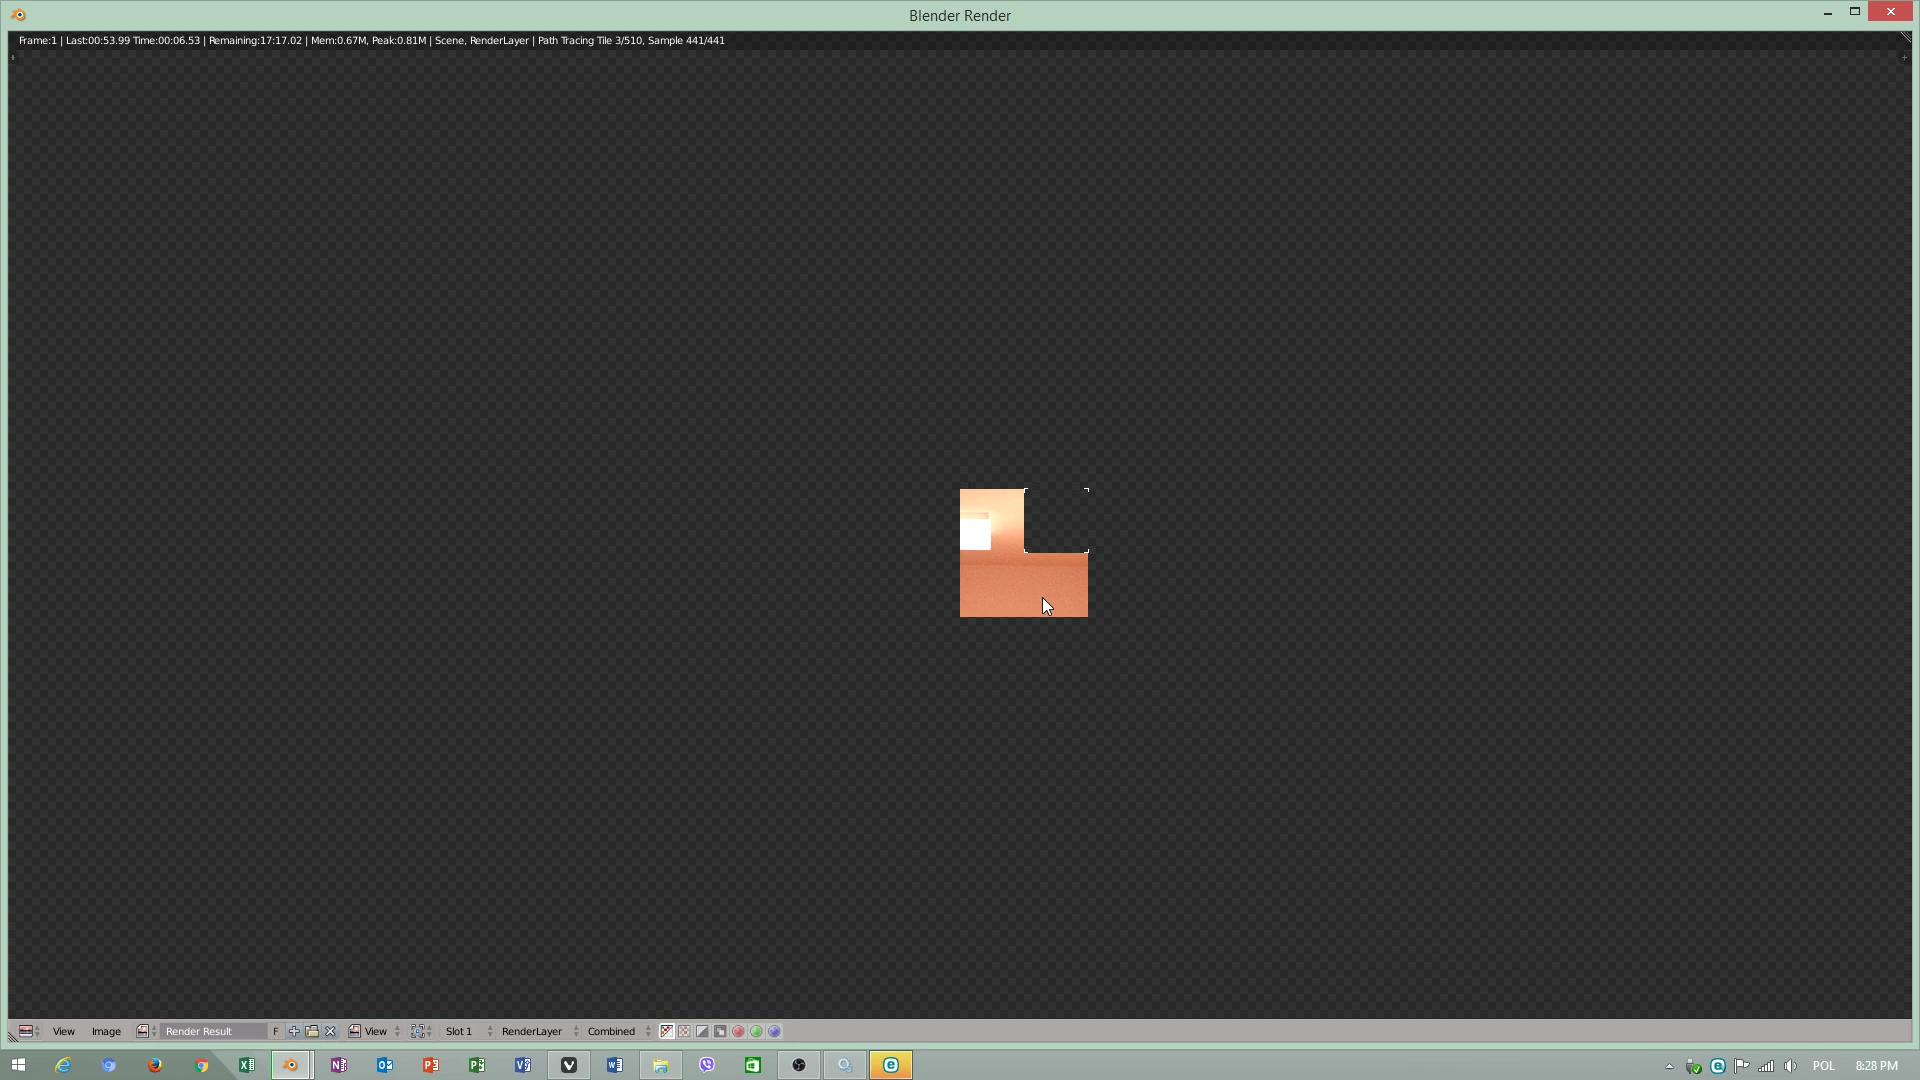 Blender Render
Frame:1 | Last:00:53.99 Time:00:06.53 | Remaining:17:17.02 | Mem:0.67M, Peak:0.81M | Scene, RenderLayer | Path Tracing Tile 3/510, Sample 441/441
View Image Render Result F View Slot 1 RenderLayer Combined
POL 8:28 PM